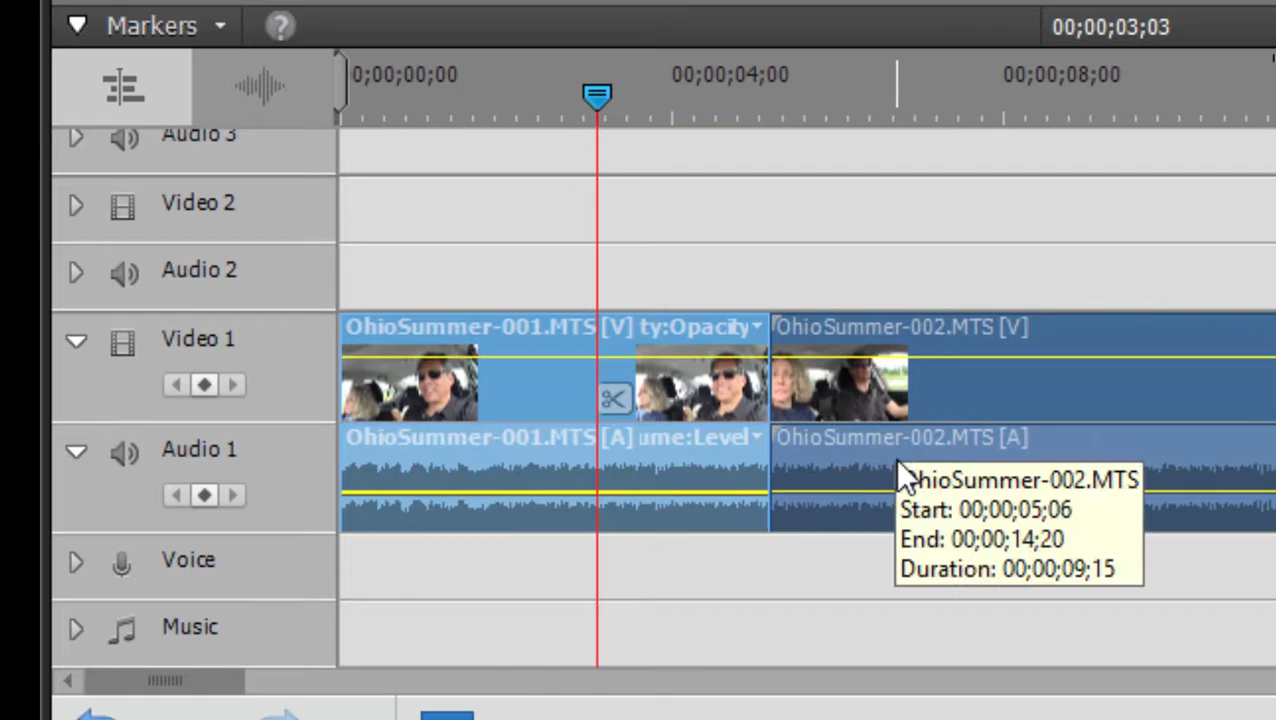 Markers
00;00;03;03
0;00;00;00
00;00;04;00
00;00;08;00
Audio 3
Video 2
Audio 2
Video 1
OhioSummer-001.MTS [V] ty:Opacity
OhioSummer-002.MTS [V]
Audio 1
OhioSummer-001.MTS [A] ume:Level
OhioSummer-002.MTS [A]
hioSummer-002.MTS
Start: 00;00;05;06
End: 00;00;14;20
Duration: 00;00;09;15
Voice
Music